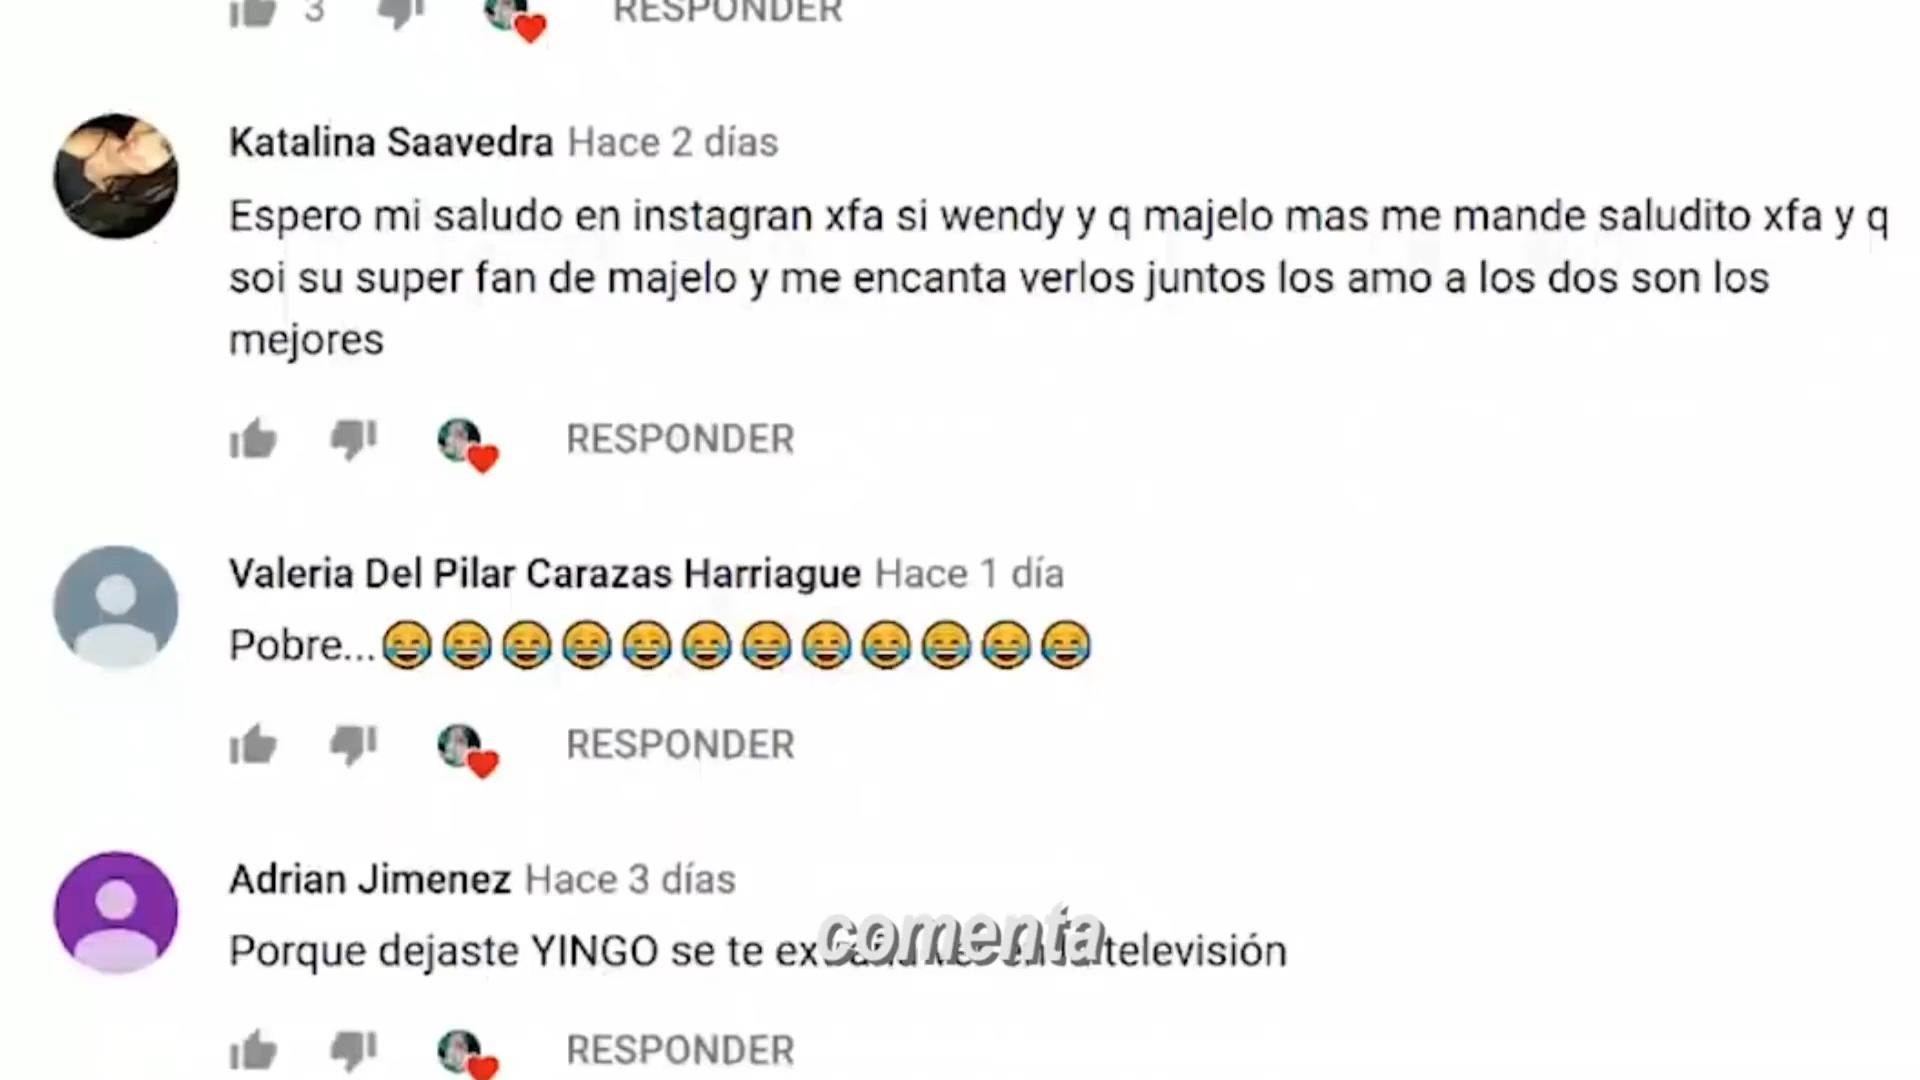 3 RESPONDER
Katalina Saavedra Hace 2 días
Espero mi saludo en instagran xfa si wendy y q majelo mas me mande saludito xfa y q
soi su super fan de majelo y me encanta verlos juntos los amo a los dos son los
mejores
RESPONDER
Valeria Del Pilar Carazas Harriague Hace 1 día
Pobre...😂😂😂😂😂😂😂😂😂😂😂😂
RESPONDER
Adrian Jimenez Hace 3 días
Porque dejaste YINGO se te televisión
comenta
RESPONDER